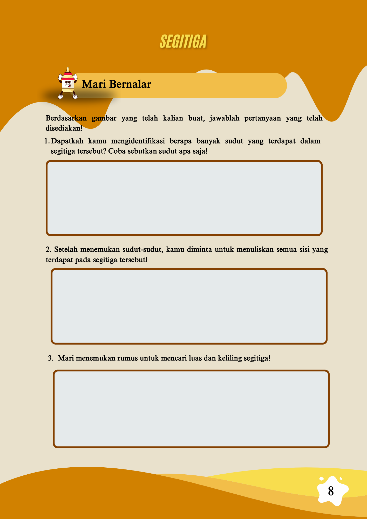 SEGITIGA
Mari Bernalar
Berdasarkan gambar yang telah kalian buat, jawablah pertanyaan yang telah
disediakan!
1. Dapatkah kamu mengidentifikasi berapa banyak sudut yang terdapat dalam
segitiga tersebut? Coba sebutkan sudut apa saja!
2. Setelah menemukan sudut-sudut, kamu diminta untuk menuliskan semua sisi yang
terdapat pada segitiga tersebut!
3. Mari menemukan rumus untuk mencari luas dan keliling segitiga!
8